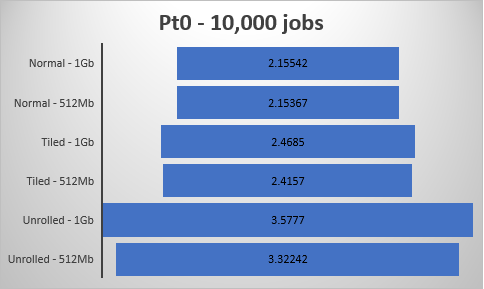 Pt0 - 10,000 jobs
Normal - 1Gb 2.15542
Normal - 512Mb 2.15367
Tiled - 1Gb 2.4685
Tiled - 512Mb 2.4157
Unrolled - 1Gb 3.5777
Unrolled - 512Mb 3.32242